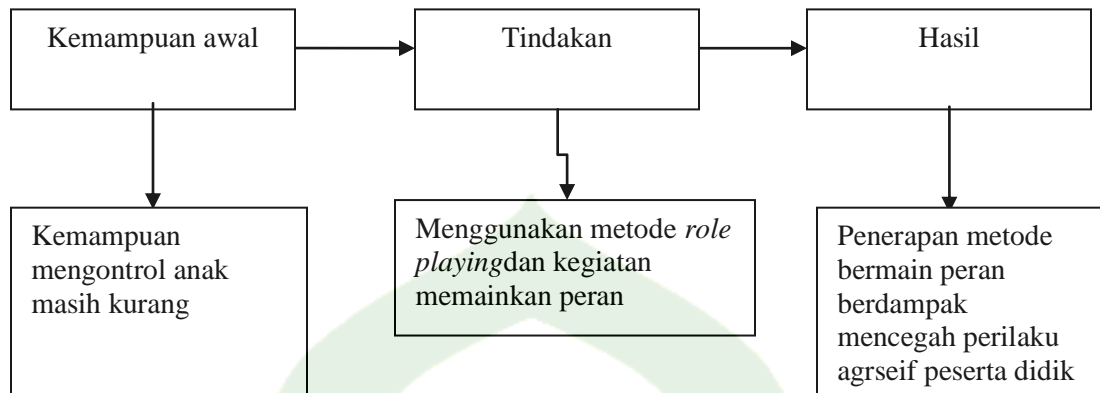 Kemampuan awal
Tindakan
Hasil
Kemampuan
mengontrol anak
masih kurang
Menggunakan metode role
playingdan kegiatan
memainkan peran
Penerapan metode
bermain peran
berdampak
mencegah perilaku
agrseif peserta didik